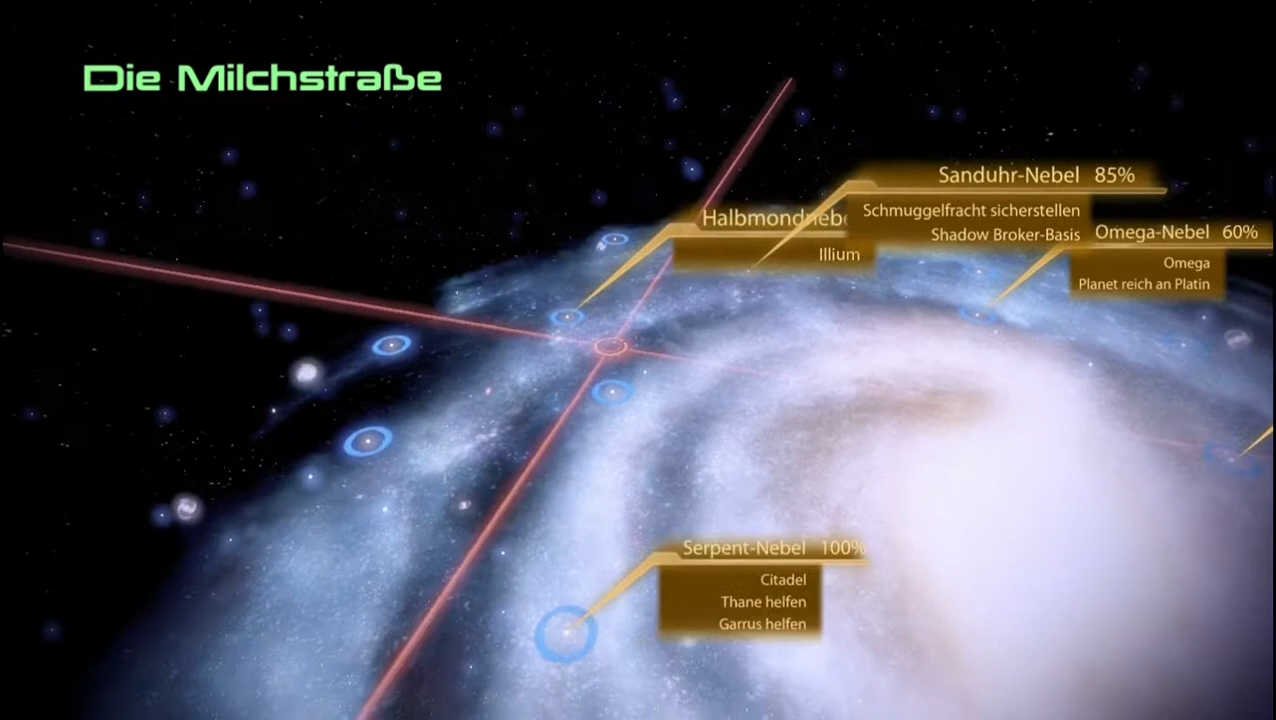 Die Milchstraße
Sanduhr-Nebel 85%
Schmuggelfracht sicherstellen
Shadow Broker-Basis
Halbmondnebe
Illium
Omega-Nebel 60%
Omega
Planet reich an Platin
Serpent-Nebel 100%
Citadel
Thane helfen
Garrus helfen